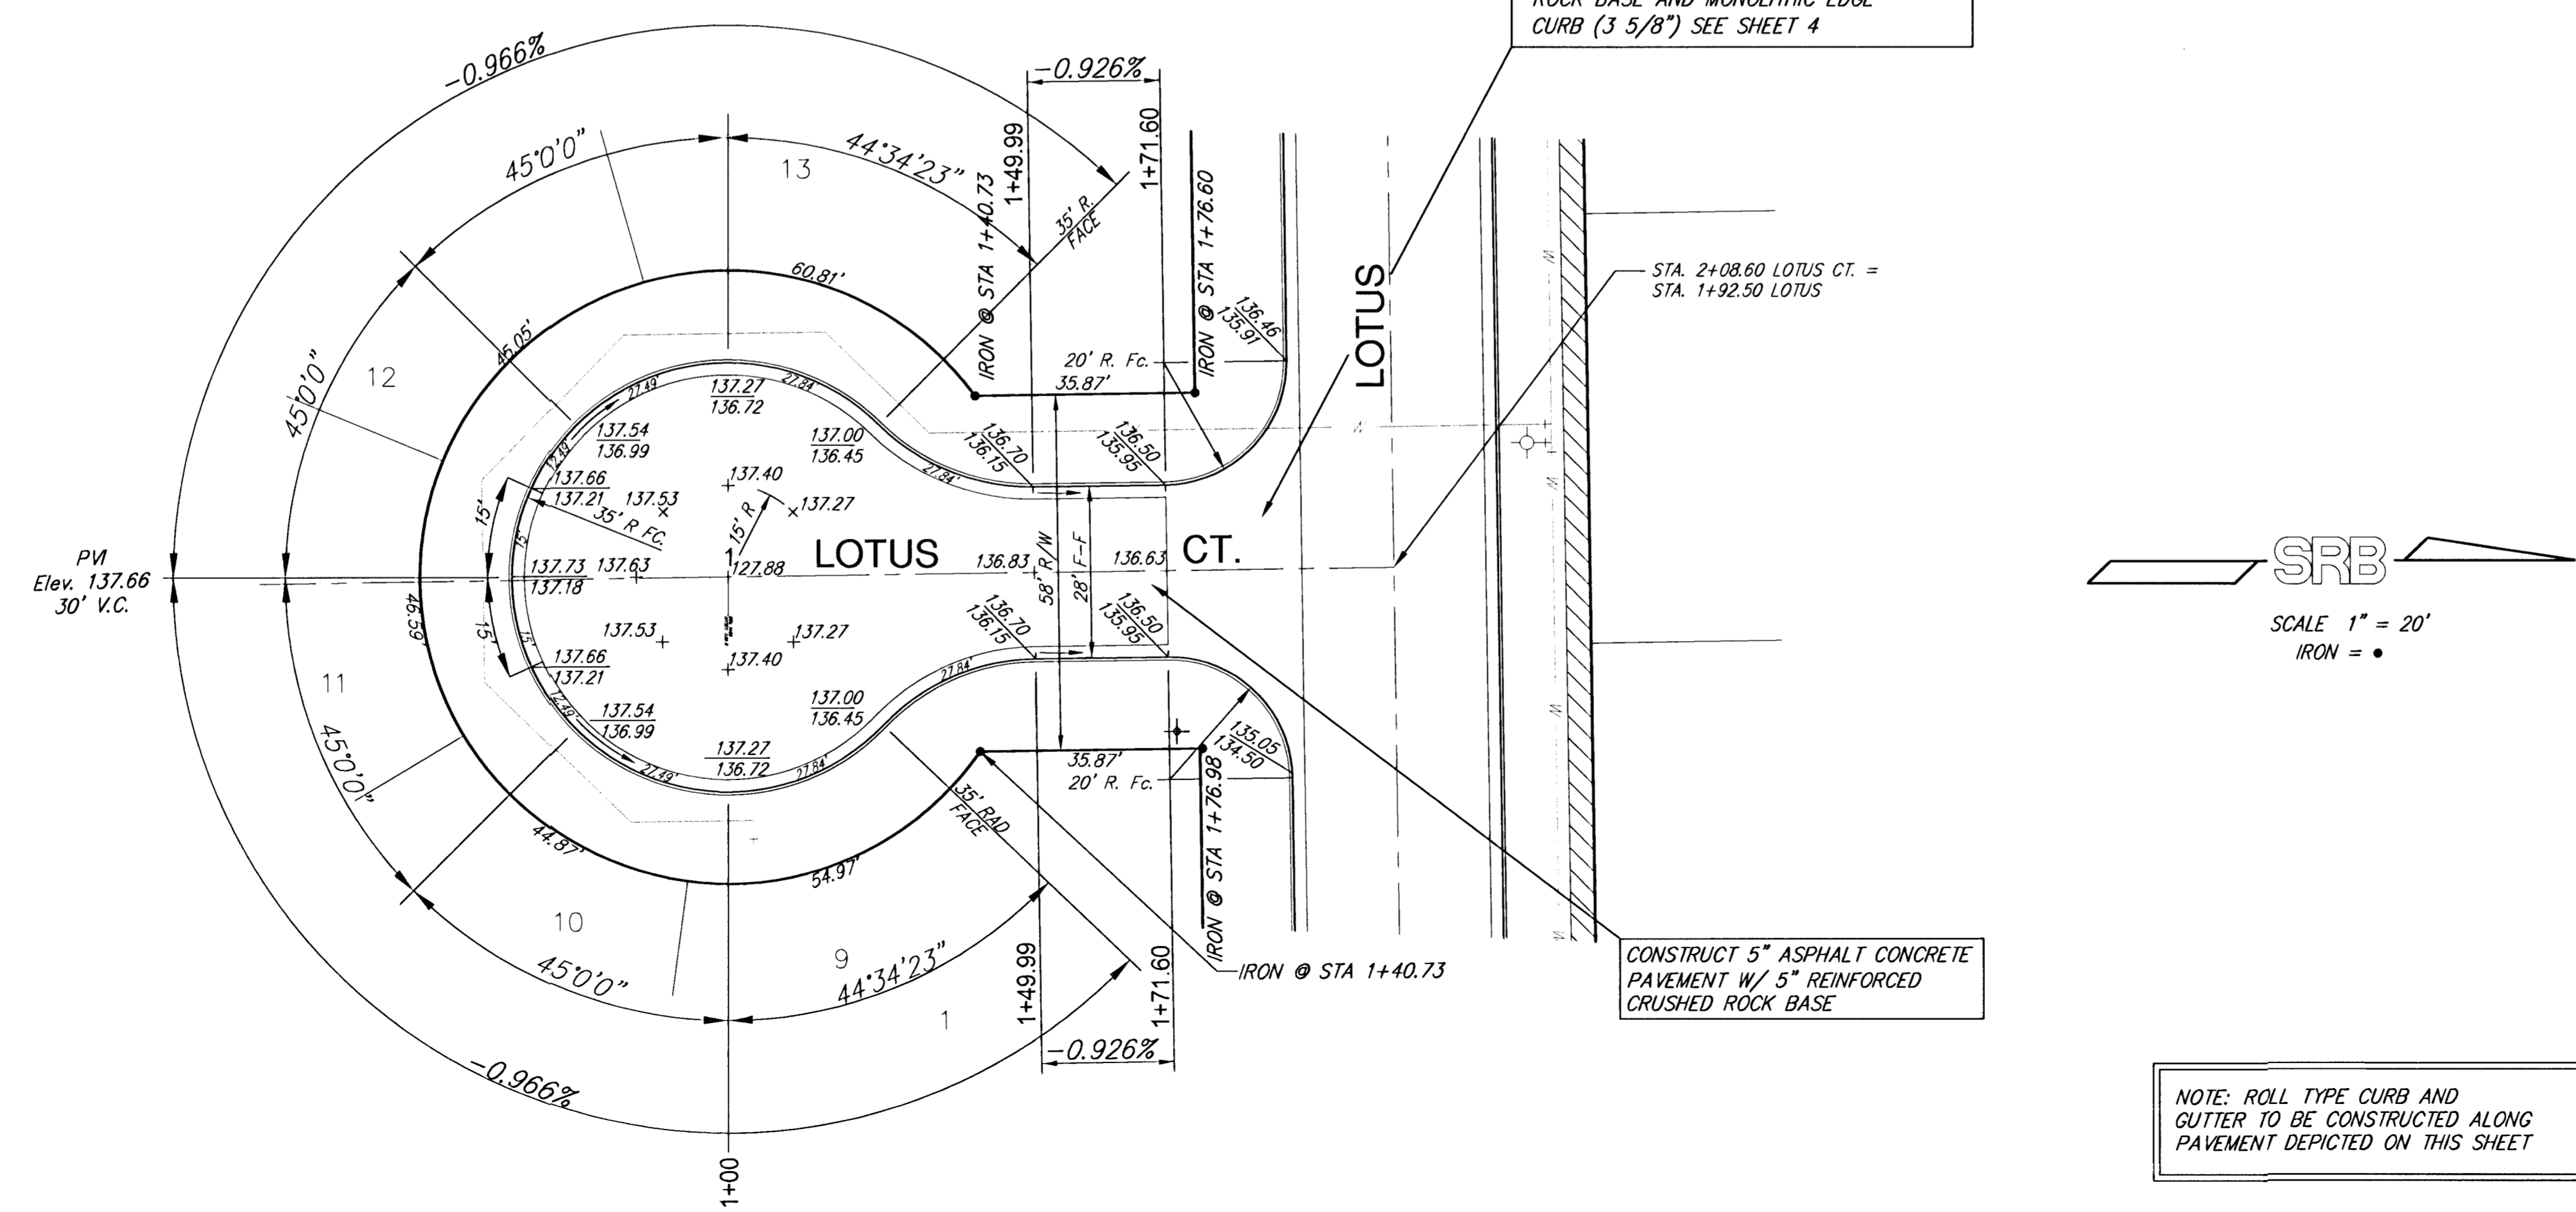 ROCK BASE AND MONOLITHIC EDGE
CURB (3 5/8") SEE SHEET 4
-0.966%
-0.926%
1+49.99
1+71.60
45°0'0"
44°34'23"
13
IRON @ STA 1+40.73
IRON @ STA 1+76.60
35' R.
FACE
60.81'
LOTUS
STA. 2+08.60 LOTUS CT. =
STA. 1+92.50 LOTUS
136.46
135.91
20' R. Fc.
35.87'
45°0'0"
12
45.05'
27.49'
137.27
136.72
27.84'
137.54
136.99
137.00
136.45
136.70
136.15
136.50
135.95
12.49'
27.84'
W
137.66
137.21
137.53
137.40
137.27
15'
35' R FC.
15' R
15'
58' R/W
28' F-F
W
W
PVI
Elev. 137.66
30' V.C.
137.73
137.18
137.63
1
127.88
LOTUS
136.83
136.63
CT.
SRB
SCALE 1" = 20'
IRON = ●
46.59'
15'
15'
137.53
137.27
137.40
137.66
137.21
136.70
136.15
136.50
135.95
11
12.49'
137.54
136.99
137.00
136.45
27.84'
W
45°0'0"
27.49'
137.27
136.72
27.84'
35.87'
20' R. Fc.
135.05
134.50
35' RAD
FACE
IRON @ STA 1+76.98
44.87'
54.97'
10
9
45°0'0"
44°34'23"
1
1+49.99
1+71.60
IRON @ STA 1+40.73
CONSTRUCT 5" ASPHALT CONCRETE
PAVEMENT W/ 5" REINFORCED
CRUSHED ROCK BASE
-0.926%
-0.966%
1+00
NOTE: ROLL TYPE CURB AND
GUTTER TO BE CONSTRUCTED ALONG
PAVEMENT DEPICTED ON THIS SHEET